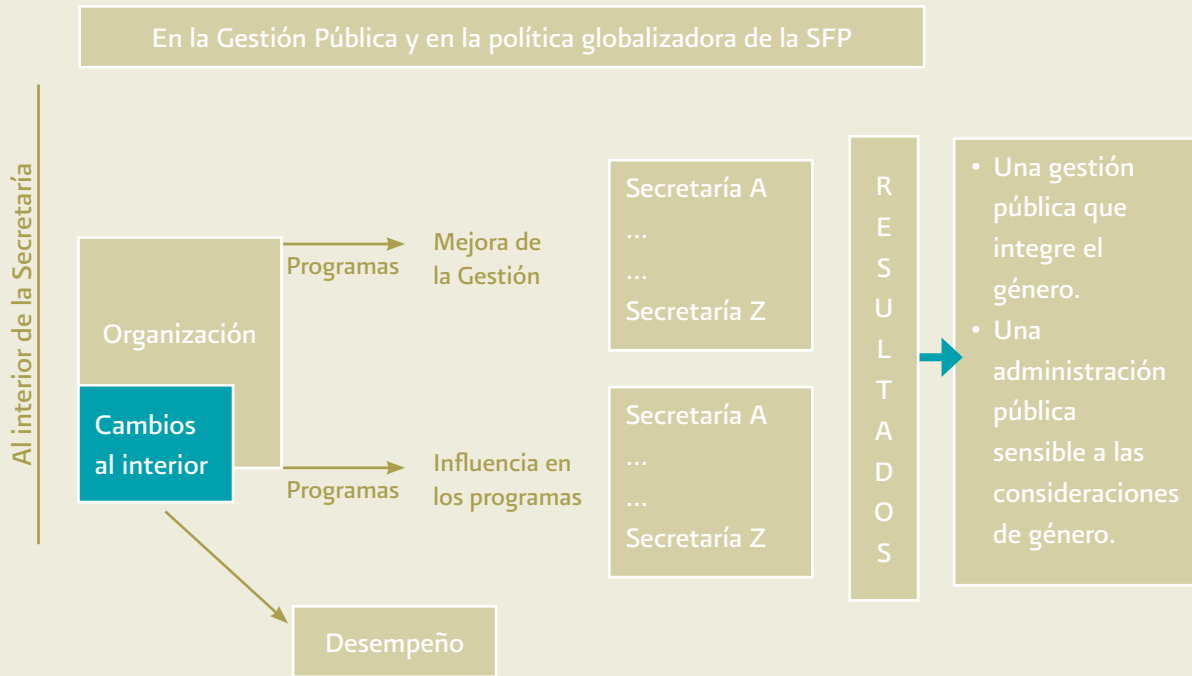 En la Gestión Pública y en la política globalizadora de la SFP
Al interior de la Secretaría
Organización
Cambios
al interior
Programas
Mejora de
la Gestión
Programas
Influencia en
los programas
Desempeño
Secretaría A
...
...
Secretaría Z
Secretaría A
...
...
Secretaría Z
R
E
S
U
L
T
A
D
O
S
• Una gestión
pública que
integre el
género.
• Una
administración
pública
sensible a las
consideraciones
de género.